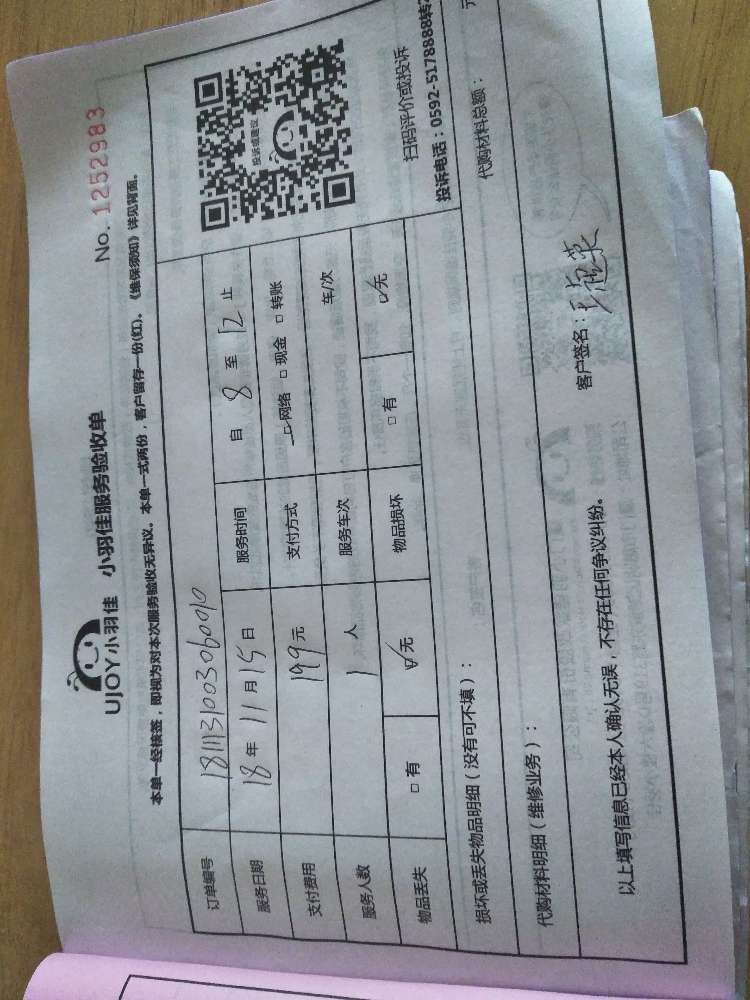 UJOY小羽佳 小羽佳服务验收单
No. 1252983
本单一经核签，即视为对本次服务验收无异议。本单一式两份，客户留存一份(红)。《维保须知》详见背面。
订单编号 1811131003060010
服务日期 18年11月15日 服务时间 自 8 至 12 止
支付费用 199元 支付方式 □网络 □现金 □转账
服务人数 1 人 服务车次 车/次
物品丢失 □有 ☑无 物品损坏 □有 ☑无
投诉或建议
扫码评价或投诉
投诉电话：0592-5178888转
损坏或丢失物品明细（没有可不填）：
代购材料明细（维修业务）： 代购材料总额： 元
以上填写信息已经本人确认无误，不存在任何争议纠纷。 客户签名：